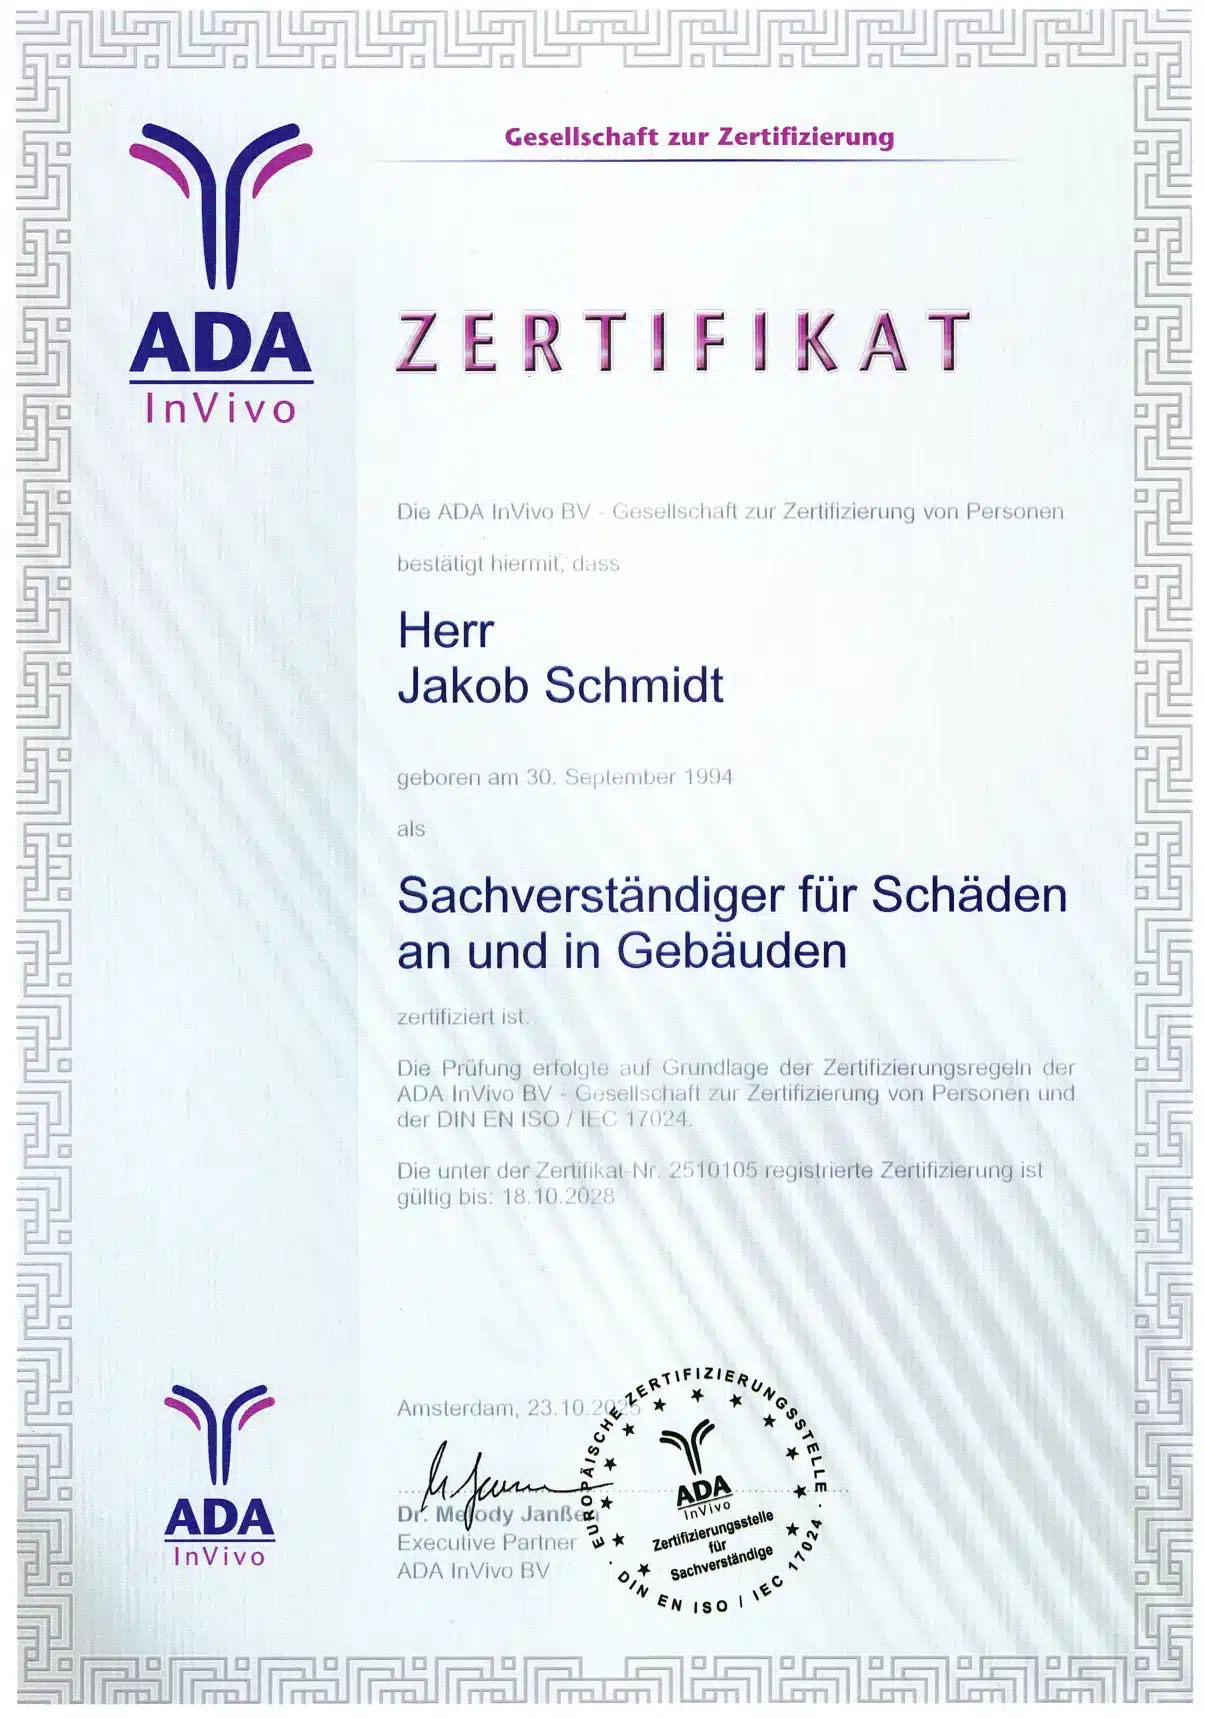 Gesellschaft zur Zertifizierung
ADA
InVivo
ZERTIFIKAT
Die ADA InVivo BV - Gesellschaft zur Zertifizierung von Personen
bestätigt hiermit, dass
Herr
Jakob Schmidt
geboren am 30. September 1994
als
Sachverständiger für Schäden
an und in Gebäuden
zertifiziert ist.
Die Prüfung erfolgte auf Grundlage der Zertifizierungsregeln der
ADA InVivo BV - Gesellschaft zur Zertifizierung von Personen und
der DIN EN ISO / IEC 17024.
Die unter der Zertifikat-Nr. 2510105 registrierte Zertifizierung ist
gültig bis: 18.10.2028
Amsterdam, 23.10.2025
Dr. Melody Janßen
Executive Partner
ADA InVivo BV
ADA
InVivo
EUROPÄISCHE ZERTIFIZIERUNGSSTELLE
ADA
InVivo
Zertifizierungsstelle
für
Sachverständige
· DIN EN ISO / IEC 17024 ·